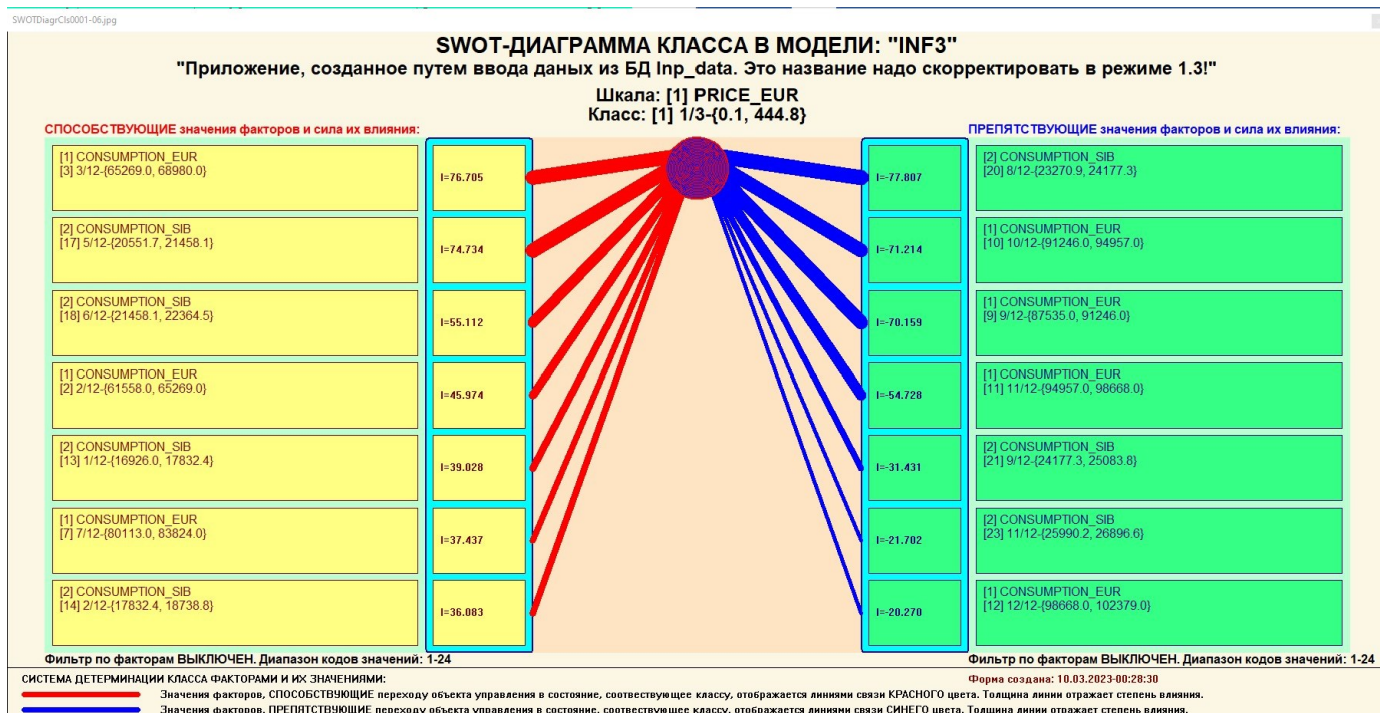 SWOTDiagrCls0001-06.jpg
SWOT-ДИАГРАММА КЛАССА В МОДЕЛИ: "INF3"
"Приложение, созданное путем ввода даных из БД Inp_data. Это название надо скорректировать в режиме 1.3!"
Шкала: [1] PRICE_EUR
Класс: [1] 1/3-{0.1, 444.8}
СПОСОБСТВУЮЩИЕ значения факторов и сила их влияния:
[1] CONSUMPTION_EUR
[3] 3/12-{65269.0, 68980.0}
I=76.705
[2] CONSUMPTION_SIB
[17] 5/12-{20551.7, 21458.1}
I=74.734
[2] CONSUMPTION_SIB
[18] 6/12-{21458.1, 22364.5}
I=55.112
[1] CONSUMPTION_EUR
[2] 2/12-{61558.0, 65269.0}
I=45.974
[2] CONSUMPTION_SIB
[13] 1/12-{16926.0, 17832.4}
I=39.028
[1] CONSUMPTION_EUR
[7] 7/12-{80113.0, 83824.0}
I=37.437
[2] CONSUMPTION_SIB
[14] 2/12-{17832.4, 18738.8}
I=36.083
Фильтр по факторам ВЫКЛЮЧЕН. Диапазон кодов значений: 1-24
ПРЕПЯТСТВУЮЩИЕ значения факторов и сила их влияния:
I=-77.807
[2] CONSUMPTION_SIB
[20] 8/12-{23270.9, 24177.3}
I=-71.214
[1] CONSUMPTION_EUR
[10] 10/12-{91246.0, 94957.0}
I=-70.159
[1] CONSUMPTION_EUR
[9] 9/12-{87535.0, 91246.0}
I=-54.728
[1] CONSUMPTION_EUR
[11] 11/12-{94957.0, 98668.0}
I=-31.431
[2] CONSUMPTION_SIB
[21] 9/12-{24177.3, 25083.8}
I=-21.702
[2] CONSUMPTION_SIB
[23] 11/12-{25990.2, 26896.6}
I=-20.270
[1] CONSUMPTION_EUR
[12] 12/12-{98668.0, 102379.0}
Фильтр по факторам ВЫКЛЮЧЕН. Диапазон кодов значений: 1-24
СИСТЕМА ДЕТЕРМИНАЦИИ КЛАССА ФАКТОРАМИ И ИХ ЗНАЧЕНИЯМИ:
Форма создана: 10.03.2023-00:28:30
Значения факторов, СПОСОБСТВУЮЩИЕ переходу объекта управления в состояние, соотвествующее классу, отображается линиями связи КРАСНОГО цвета. Толщина линии отражает степень влияния.
Значения факторов, ПРЕПЯТСТВУЮЩИЕ переходу объекта управления в состояние, соотвествующее классу, отображается линиями связи СИНЕГО цвета. Толщина линии отражает степень влияния.